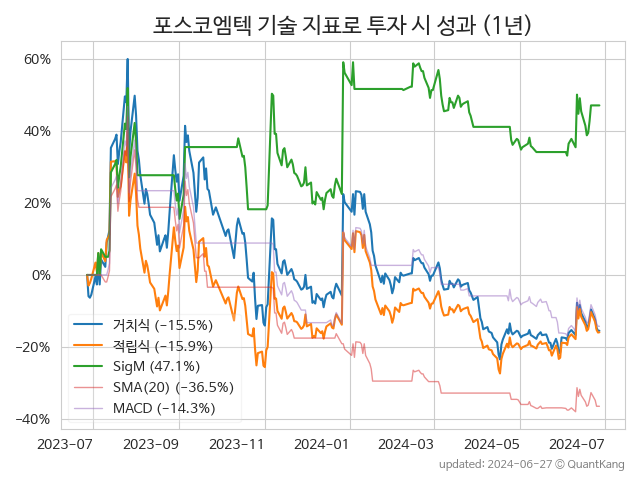 포스코엠텍 기술 지표로 투자 시 성과 (1년)
60%
40%
20%
0%
−20%
−40%
거치식 (−15.5%)
적립식 (−15.9%)
SigM (47.1%)
SMA(20) (−36.5%)
MACD (−14.3%)
2023-07 2023-09 2023-11 2024-01 2024-03 2024-05 2024-07
updated: 2024-06-27 © QuantKang